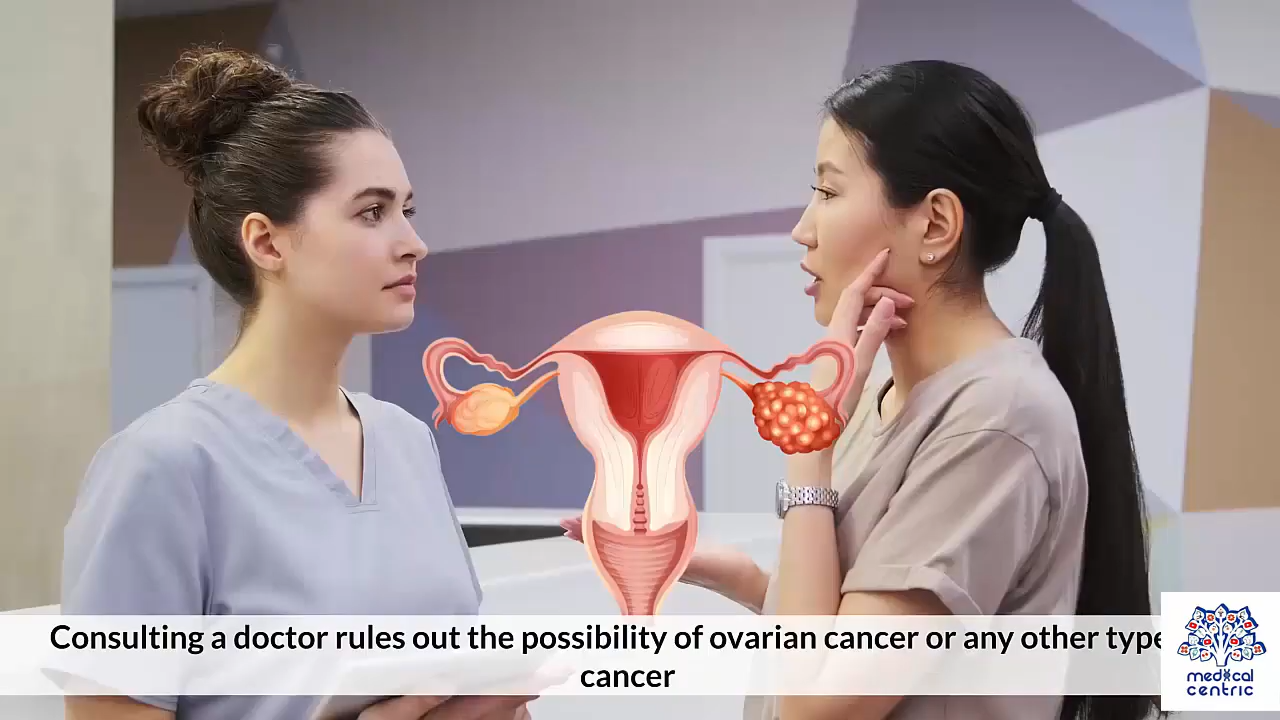 Consulting a doctor rules out the possibility of ovarian cancer or any other type
cancer
medical
centric